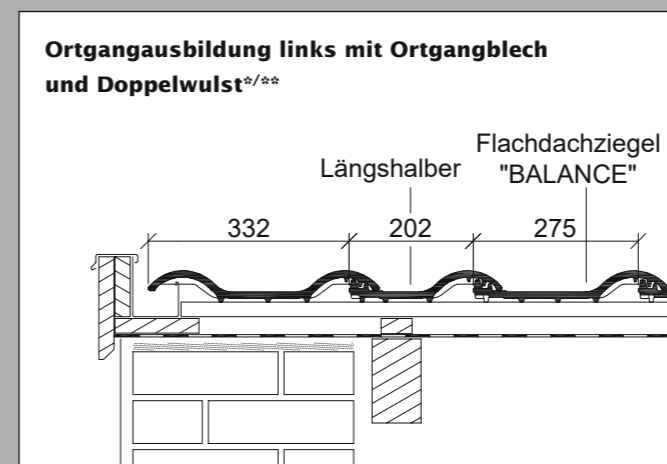 Ortgangausbildung links mit Ortgangblech
und Doppelwulst*/**
Flachdachziegel
Längshalber "BALANCE"
332 202 275